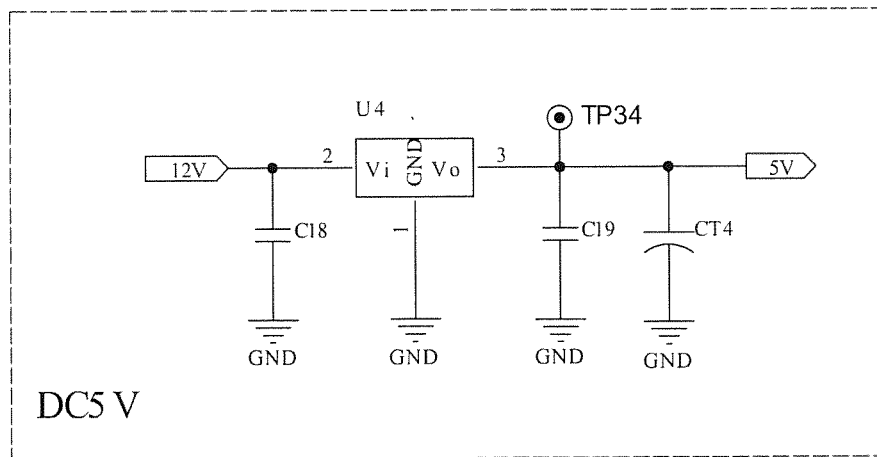 U4
TP34
12V
2
Vi
GND
Vo
3
5V
C18
1
C19
CT4
GND
GND
GND
GND
DC5 V